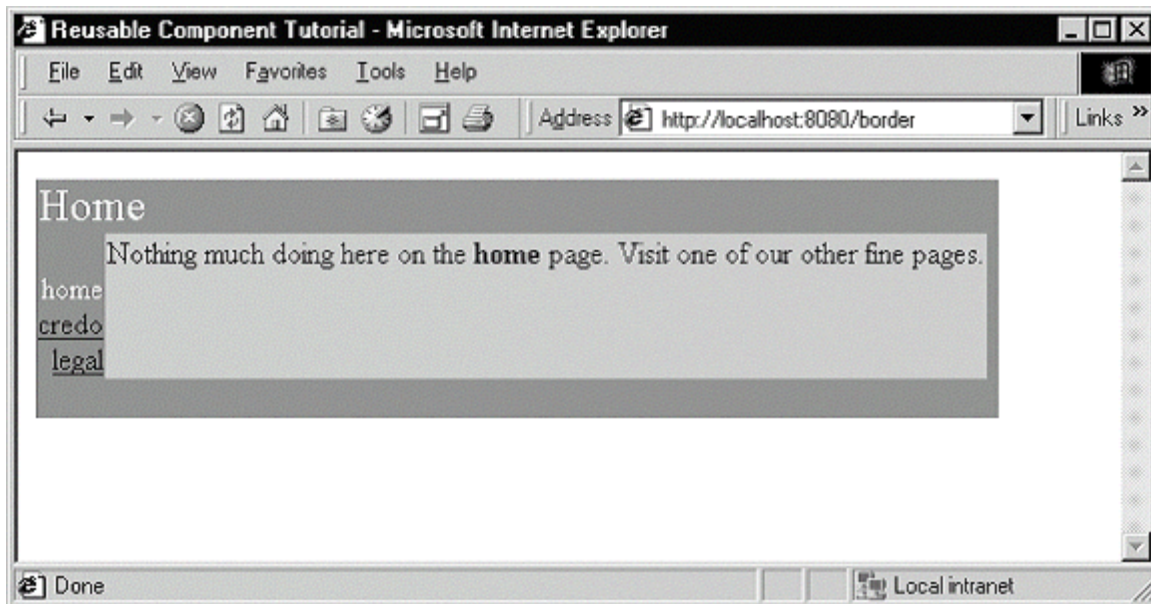 Reusable Component Tutorial - Microsoft Internet Explorer
File Edit View Favorites Tools Help
Address http://localhost:8080/border Links »
Home
Nothing much doing here on the home page. Visit one of our other fine pages.
home
credo
legal
Done Local intranet